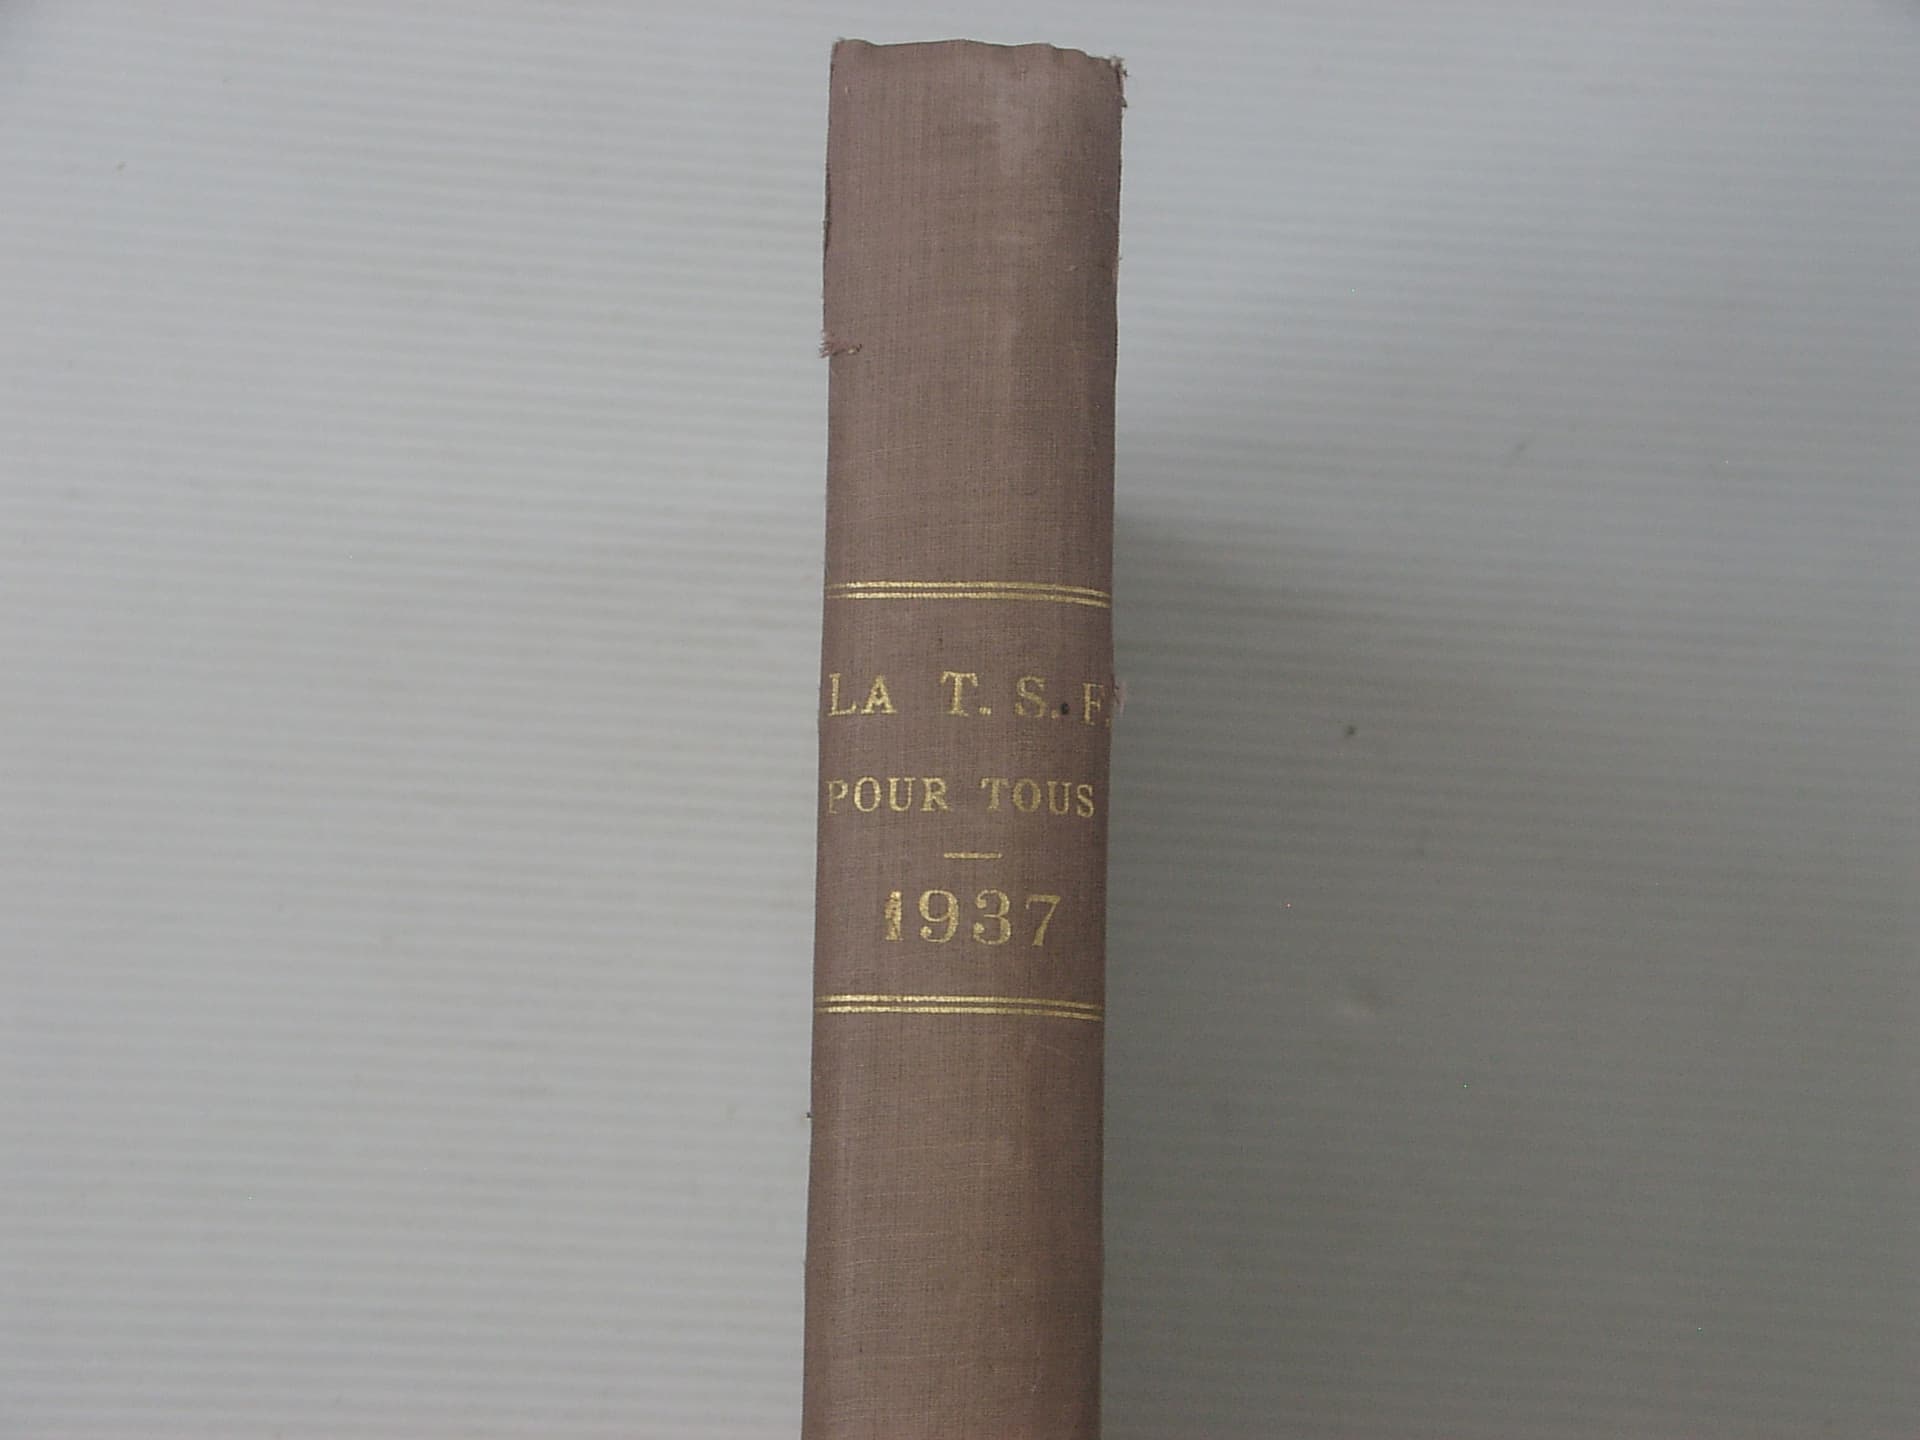 LA T. S. F.
POUR TOUS
1937